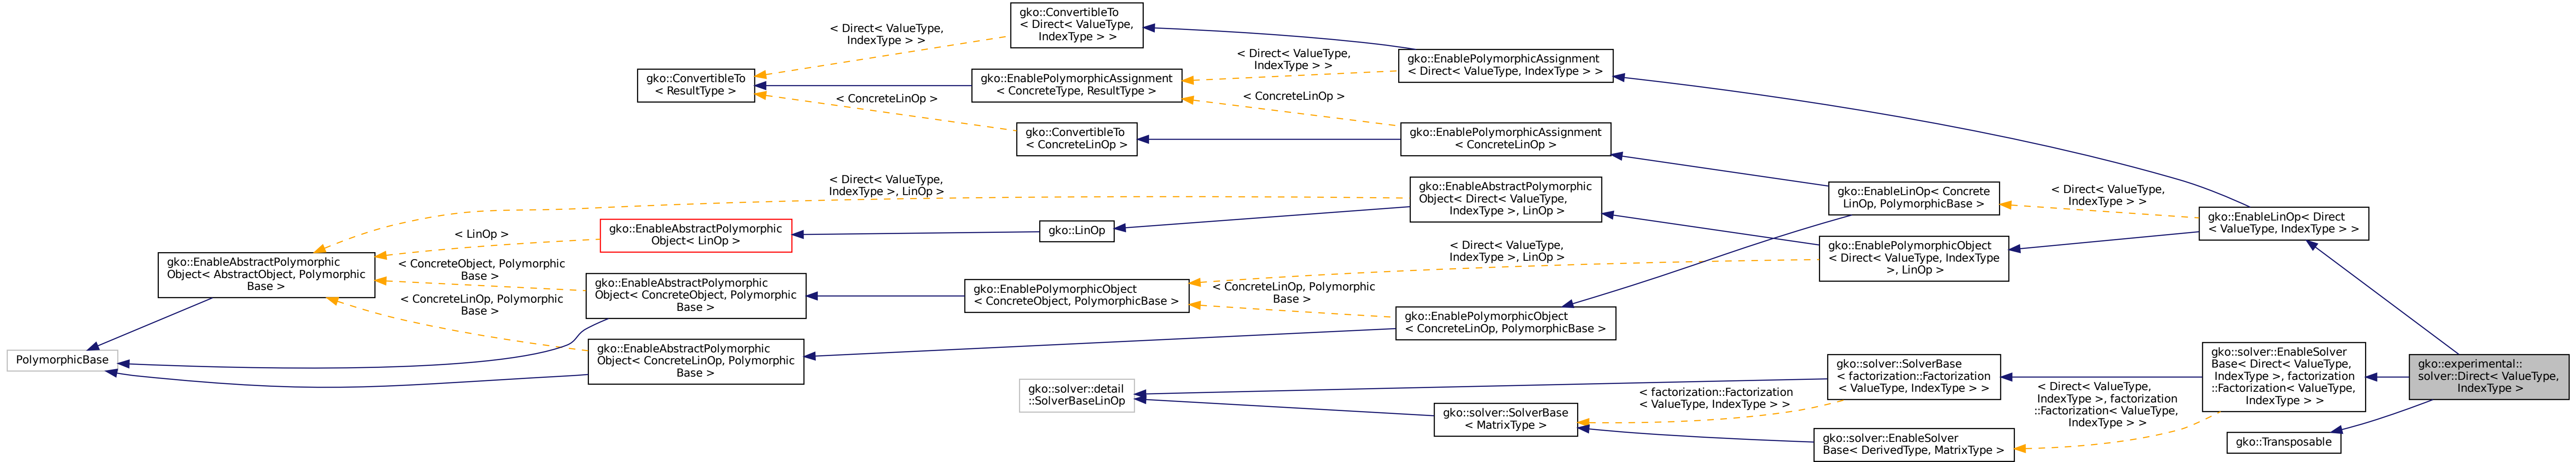 gko::ConvertibleTo
< Direct< ValueType,
IndexType > >
< Direct< ValueType,
IndexType > >
gko::ConvertibleTo
< ResultType >
< ConcreteLinOp >
gko::EnablePolymorphicAssignment
< ConcreteType, ResultType >
< Direct< ValueType,
IndexType > >
< ConcreteLinOp >
gko::EnablePolymorphicAssignment
< Direct< ValueType, IndexType > >
gko::ConvertibleTo
< ConcreteLinOp >
gko::EnablePolymorphicAssignment
< ConcreteLinOp >
< Direct< ValueType,
IndexType >, LinOp >
gko::EnableAbstractPolymorphic
Object< Direct< ValueType,
IndexType >, LinOp >
gko::EnableLinOp< Concrete
LinOp, PolymorphicBase >
< Direct< ValueType,
IndexType > >
gko::EnableLinOp< Direct
< ValueType, IndexType > >
< LinOp >
gko::EnableAbstractPolymorphic
Object< LinOp >
gko::LinOp
gko::EnableAbstractPolymorphic
Object< AbstractObject, Polymorphic
Base >
< ConcreteObject, Polymorphic
Base >
< ConcreteLinOp, Polymorphic
Base >
gko::EnableAbstractPolymorphic
Object< ConcreteObject, Polymorphic
Base >
gko::EnablePolymorphicObject
< ConcreteObject, PolymorphicBase >
< Direct< ValueType,
IndexType >, LinOp >
< ConcreteLinOp, Polymorphic
Base >
gko::EnablePolymorphicObject
< Direct< ValueType, IndexType
>, LinOp >
gko::EnablePolymorphicObject
< ConcreteLinOp, PolymorphicBase >
PolymorphicBase
gko::EnableAbstractPolymorphic
Object< ConcreteLinOp, Polymorphic
Base >
gko::solver::detail
::SolverBaseLinOp
gko::solver::SolverBase
< MatrixType >
< factorization::Factorization
< ValueType, IndexType > >
gko::solver::SolverBase
< factorization::Factorization
< ValueType, IndexType > >
gko::solver::EnableSolver
Base< DerivedType, MatrixType >
< Direct< ValueType,
IndexType >, factorization
::Factorization< ValueType,
IndexType > >
gko::solver::EnableSolver
Base< Direct< ValueType,
IndexType >, factorization
::Factorization< ValueType,
IndexType > >
gko::Transposable
gko::experimental::
solver::Direct< ValueType,
IndexType >